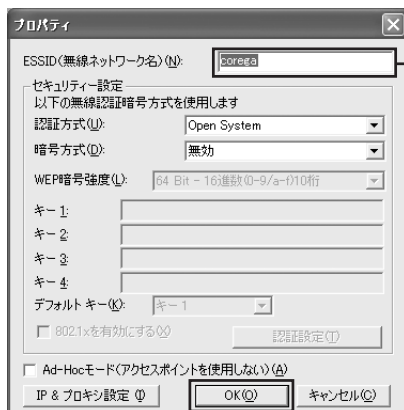 プロパティ
ESSID(無線ネットワーク名)(N): corega
セキュリティー設定
以下の無線認証暗号方式を使用します
認証方式(U): Open System
暗号方式(D): 無効
WEP暗号強度(L): 64 Bit - 16進数(0-9/a-f)10桁
キー 1:
キー 2:
キー 3:
キー 4:
デフォルト キー(K): キー 1
802.1xを有効にする(X) 認証設定(T)
Ad-Hocモード(アクセスポイントを使用しない)(A)
IP & プロキシ設定 (I) OK(O) キャンセル(C)